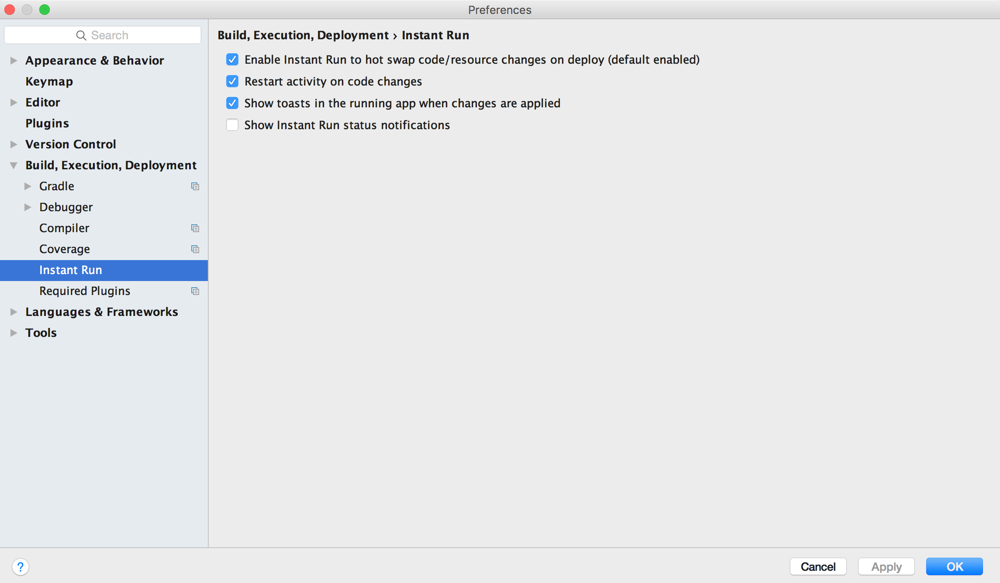 Preferences
Search
Appearance & Behavior
Keymap
Editor
Plugins
Version Control
Build, Execution, Deployment
Gradle
Debugger
Compiler
Coverage
Instant Run
Required Plugins
Languages & Frameworks
Tools
Build, Execution, Deployment › Instant Run
Enable Instant Run to hot swap code/resource changes on deploy (default enabled)
Restart activity on code changes
Show toasts in the running app when changes are applied
Show Instant Run status notifications
?
Cancel
Apply
OK